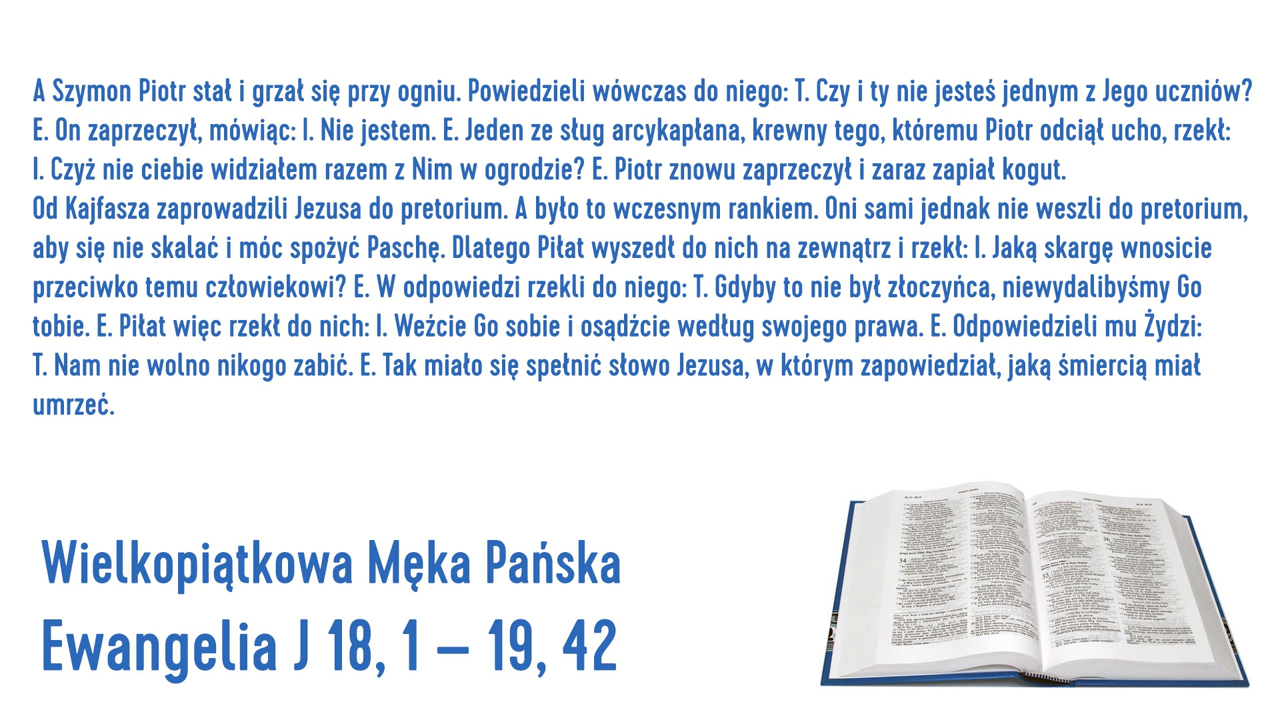 A Szymon Piotr stał i grzał się przy ogniu. Powiedzieli wówczas do niego: T. Czy i ty nie jesteś jednym z Jego uczniów?
E. On zaprzeczył, mówiąc: I. Nie jestem. E. Jeden ze sług arcykapłana, krewny tego, któremu Piotr odciął ucho, rzekł:
I. Czyż nie ciebie widziałem razem z Nim w ogrodzie? E. Piotr znowu zaprzeczył i zaraz zapiał kogut.
Od Kajfasza zaprowadzili Jezusa do pretorium. A było to wczesnym rankiem. Oni sami jednak nie weszli do pretorium,
aby się nie skalać i móc spożyć Paschę. Dlatego Piłat wyszedł do nich na zewnątrz i rzekł: I. Jaką skargę wnosicie
przeciwko temu człowiekowi? E. W odpowiedzi rzekli do niego: T. Gdyby to nie był złoczyńca, niewydalibyśmy Go
tobie. E. Piłat więc rzekł do nich: I. Weźcie Go sobie i osądźcie według swojego prawa. E. Odpowiedzieli mu Żydzi:
T. Nam nie wolno nikogo zabić. E. Tak miało się spełnić słowo Jezusa, w którym zapowiedział, jaką śmiercią miał
umrzeć.
Wielkopiątkowa Męka Pańska
Ewangelia J 18, 1 – 19, 42